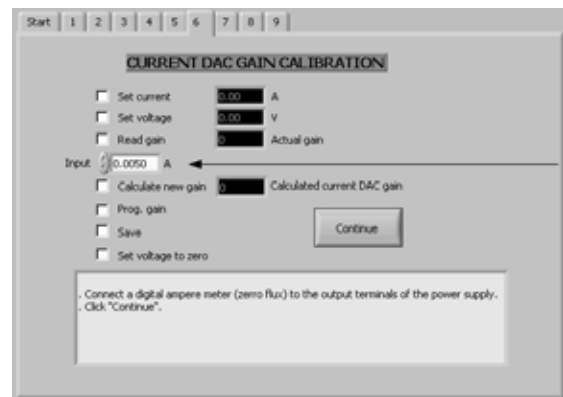 Start 1 2 3 4 5 6 7 8 9
CURRENT DAC GAIN CALIBRATION
Set current 0.00 A
Set voltage 0.00 V
Read gain 0 Actual gain
Input 0.0050 A
Calculate new gain 0 Calculated current DAC gain
Prog. gain
Save
Continue
Set voltage to zero
. Connect a digital ampere meter (zerro flux) to the output terminals of the power supply.
. Click "Continue".